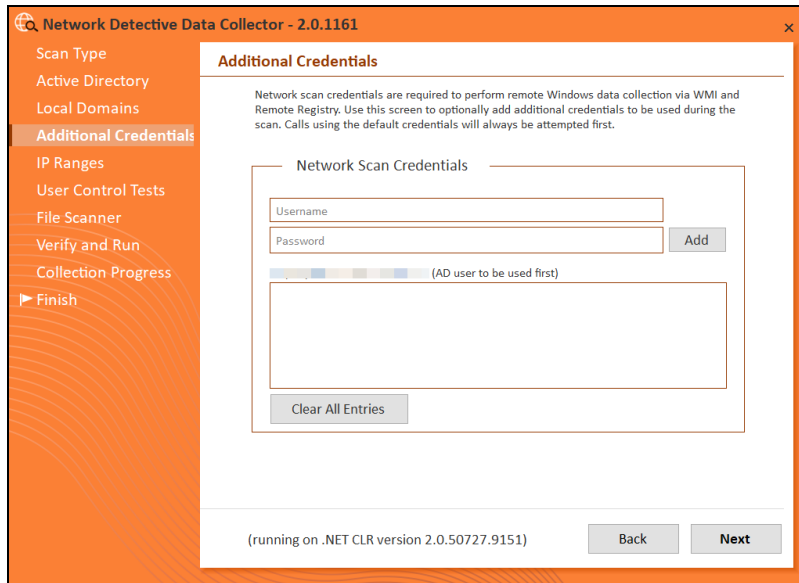 Network Detective Data Collector - 2.0.1161
Scan Type
Active Directory
Local Domains
Additional Credentials
IP Ranges
User Control Tests
File Scanner
Verify and Run
Collection Progress
Finish
Additional Credentials
Network scan credentials are required to perform remote Windows data collection via WMI and
Remote Registry. Use this screen to optionally add additional credentials to be used during the
scan. Calls using the default credentials will always be attempted first.
Network Scan Credentials
Username
Password
Add
(AD user to be used first)
Clear All Entries
(running on .NET CLR version 2.0.50727.9151)
Back
Next